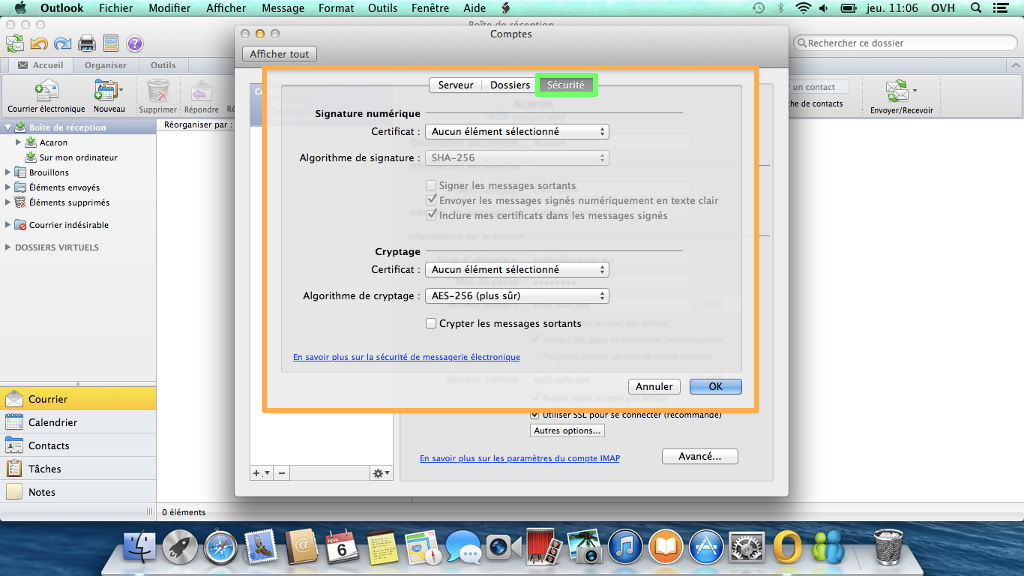 Outlook Fichier Modifier Afficher Message Format Outils Fenêtre Aide jeu. 11:06 OVH
Boîte de réception
Comptes
Afficher tout
Rechercher ce dossier
Accueil Organiser Outils
Courrier électronique Nouveau Supprimer Répondre
un contact
che de contacts
Envoyer/Recevoir
Réorganiser par :
Boîte de réception
Acaron
Sur mon ordinateur
Brouillons
Éléments envoyés
Éléments supprimés
Courrier indésirable
DOSSIERS VIRTUELS
Serveur Dossiers Sécurité
Signature numérique
Certificat : Aucun élément sélectionné
Algorithme de signature : SHA-256
Signer les messages sortants
Envoyer les messages signés numériquement en texte clair
Inclure mes certificats dans les messages signés
Cryptage
Certificat : Aucun élément sélectionné
Algorithme de cryptage : AES-256 (plus sûr)
Crypter les messages sortants
En savoir plus sur la sécurité de messagerie électronique
Annuler OK
Utiliser SSL pour se connecter (recommandé)
Autres options...
En savoir plus sur les paramètres du compte IMAP
Avancé...
Courrier
Calendrier
Contacts
Tâches
Notes
0 éléments
6